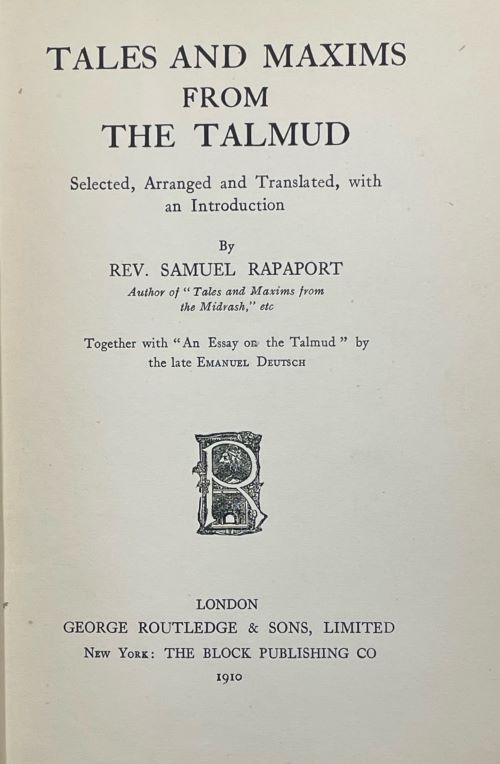 TALES AND MAXIMS
FROM
THE TALMUD
Selected, Arranged and Translated, with
an Introduction
By
REV. SAMUEL RAPAPORT
Author of "Tales and Maxims from
the Midrash," etc
Together with "An Essay on the Talmud" by
the late EMANUEL DEUTSCH
R
LONDON
GEORGE ROUTLEDGE & SONS, LIMITED
NEW YORK: THE BLOCK PUBLISHING CO
1910